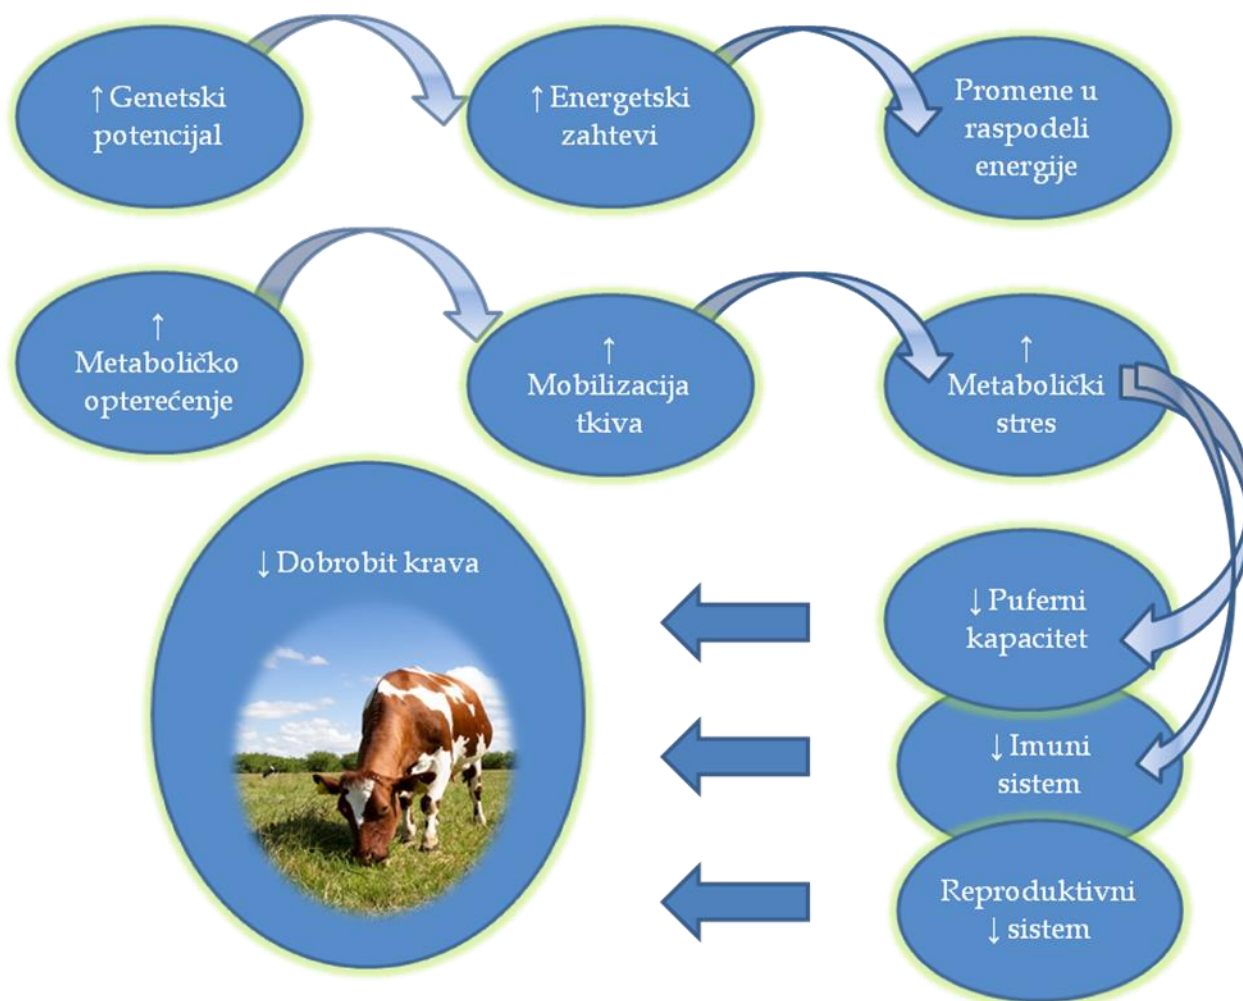 ↑ Genetski
potencijal
↑ Energetski
zahtevi
Promene u
raspodeli
energije
↑
Metaboličko
opterećenje
↑
Mobilizacija
tkiva
↑
Metabolički
stres
↓ Dobrobit krava
↓ Puferni
kapacitet
↓ Imuni
sistem
Reproduktivni
↓ sistem